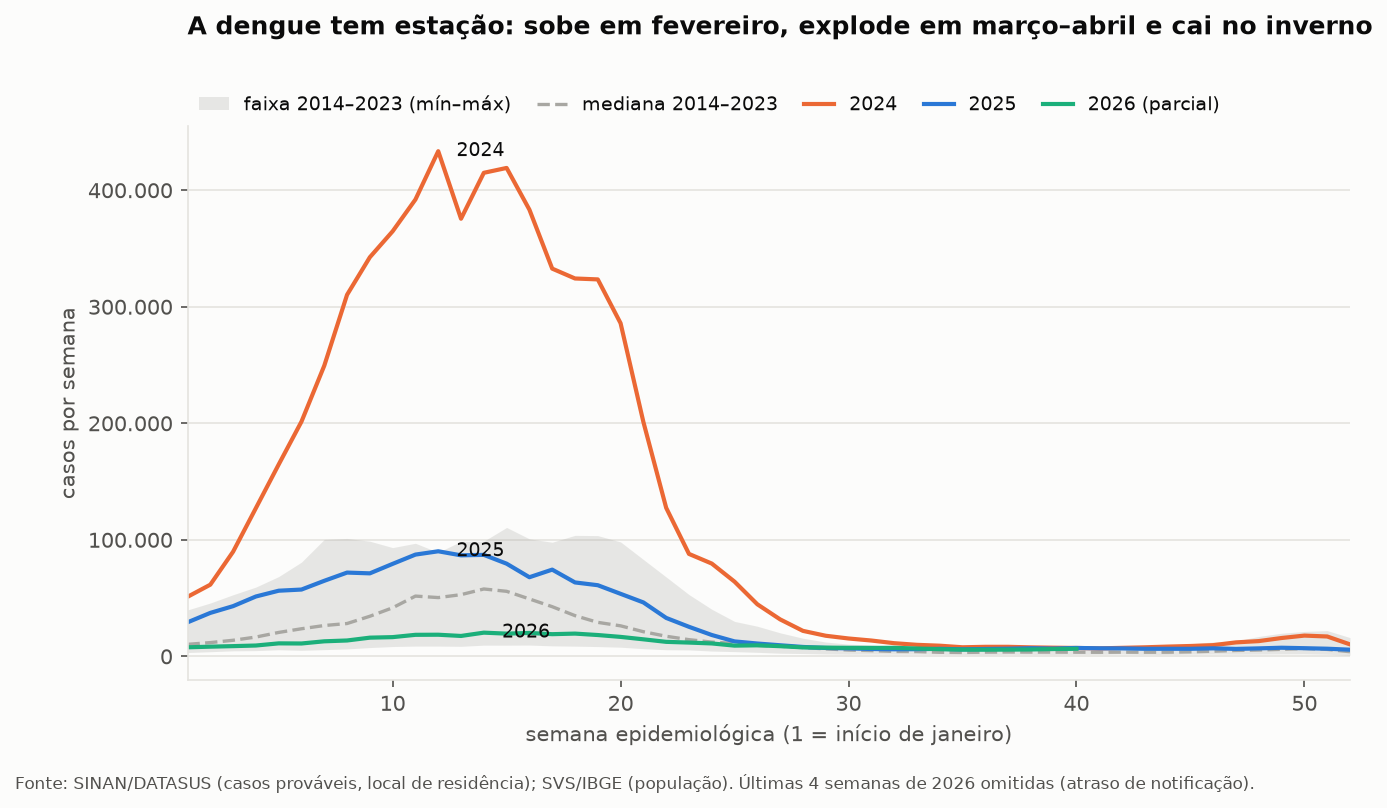 A dengue tem estação: sobe em fevereiro, explode em março–abril e cai no inverno
faixa 2014–2023 (mín–máx) mediana 2014–2023 2024 2025 2026 (parcial)
casos por semana
400.000
300.000
200.000
100.000
0
2024
2025
2026
10 20 30 40 50
semana epidemiológica (1 = início de janeiro)
Fonte: SINAN/DATASUS (casos prováveis, local de residência); SVS/IBGE (população). Últimas 4 semanas de 2026 omitidas (atraso de notificação).